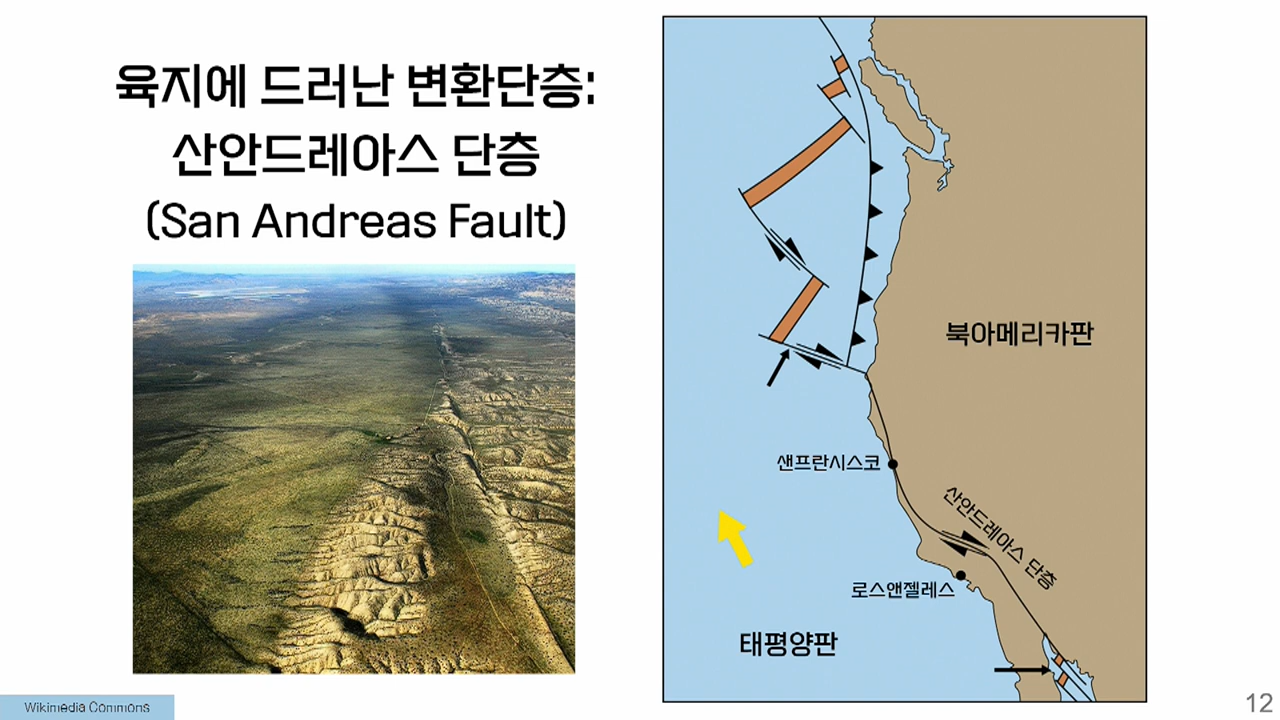 육지에 드러난 변환단층:
산안드레아스 단층
(San Andreas Fault)
북아메리카판
샌프란시스코
산안드레아스 단층
로스앤젤레스
태평양판
Wikimedia Commons
12